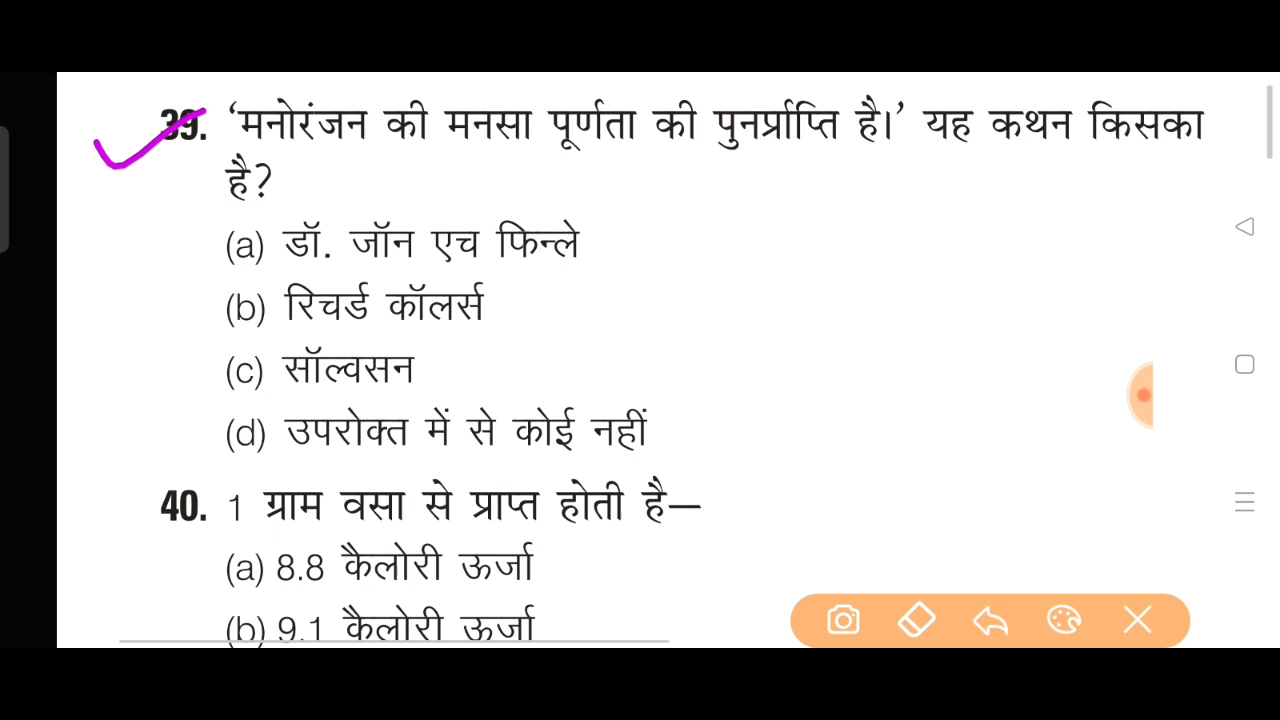 39. ‘मनोरंजन की मनसा पूर्णता की पुनर्प्राप्ति है।’ यह कथन किसका
है?
(a) डॉ. जॉन एच फिन्ले
(b) रिचर्ड कॉलर्स
(c) सॉल्वसन
(d) उपरोक्त में से कोई नहीं
40. 1 ग्राम वसा से प्राप्त होती है—
(a) 8.8 कैलोरी ऊर्जा
(b) 9.1 कैलोरी ऊर्जा